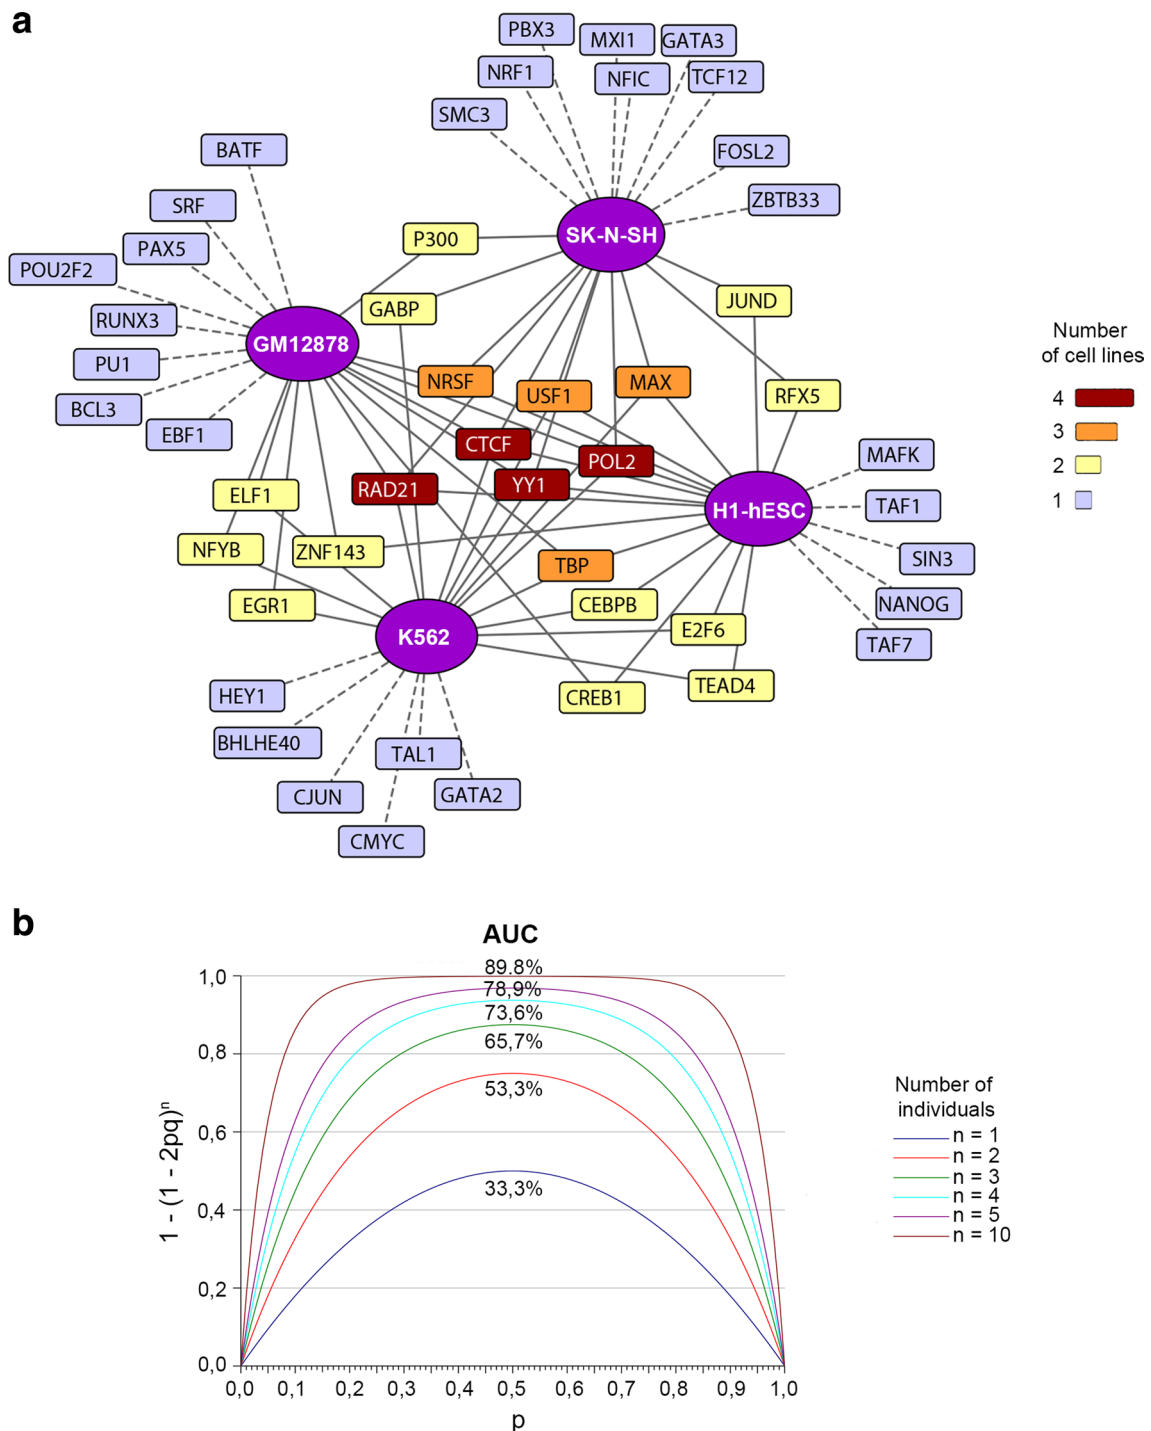 a
PBX3
MXI1
GATA3
NRF1
NFIC
TCF12
SMC3
BATF
FOSL2
SRF
ZBTB33
P300
SK-N-SH
PAX5
POU2F2
GABP
JUND
RUNX3
GM12878
Number
of cell lines
PU1
NRSF
USF1
MAX
RFX5
4
BCL3
3
EBF1
CTCF
POL2
MAFK
2
RAD21
YY1
ELF1
H1-hESC
TAF1
1
NFYB
ZNF143
TBP
SIN3
EGR1
CEBPB
NANOG
K562
E2F6
TAF7
HEY1
CREB1
TEAD4
BHLHE40
TAL1
CJUN
GATA2
CMYC
b
AUC
89.8%
78,9%
73,6%
65,7%
53,3%
33,3%
1,0
0,8
0,6
0,4
0,2
0,0
1 - (1 - 2pq)ⁿ
0,0 0,1 0,2 0,3 0,4 0,5 0,6 0,7 0,8 0,9 1,0
p
Number of
individuals
n = 1
n = 2
n = 3
n = 4
n = 5
n = 10